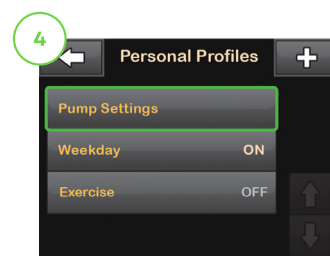 4
Personal Profiles
Pump Settings
Weekday ON
Exercise OFF